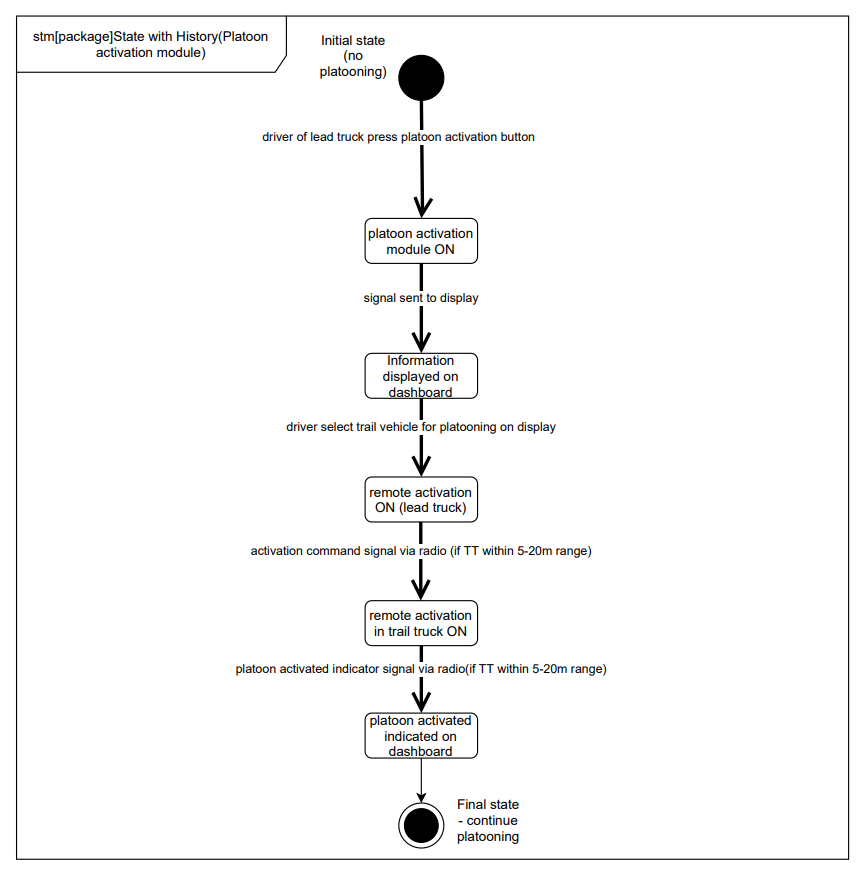 stm[package]State with History(Platoon
activation module)
Initial state
(no
platooning)
driver of lead truck press platoon activation button
platoon activation
module ON
signal sent to display
Information
displayed on
dashboard
driver select trail vehicle for platooning on display
remote activation
ON (lead truck)
activation command signal via radio (if TT within 5-20m range)
remote activation
in trail truck ON
platoon activated indicator signal via radio(if TT within 5-20m range)
platoon activated
indicated on
dashboard
Final state
- continue
platooning